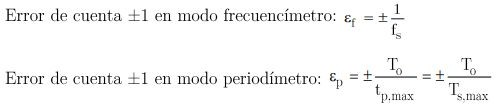 Error de cuenta ±1 en modo frecuencímetro: ε_f = ± 1/f_s
Error de cuenta ±1 en modo periodímetro: ε_p = ± T_o/t_p,max = ± T_o/T_s,max